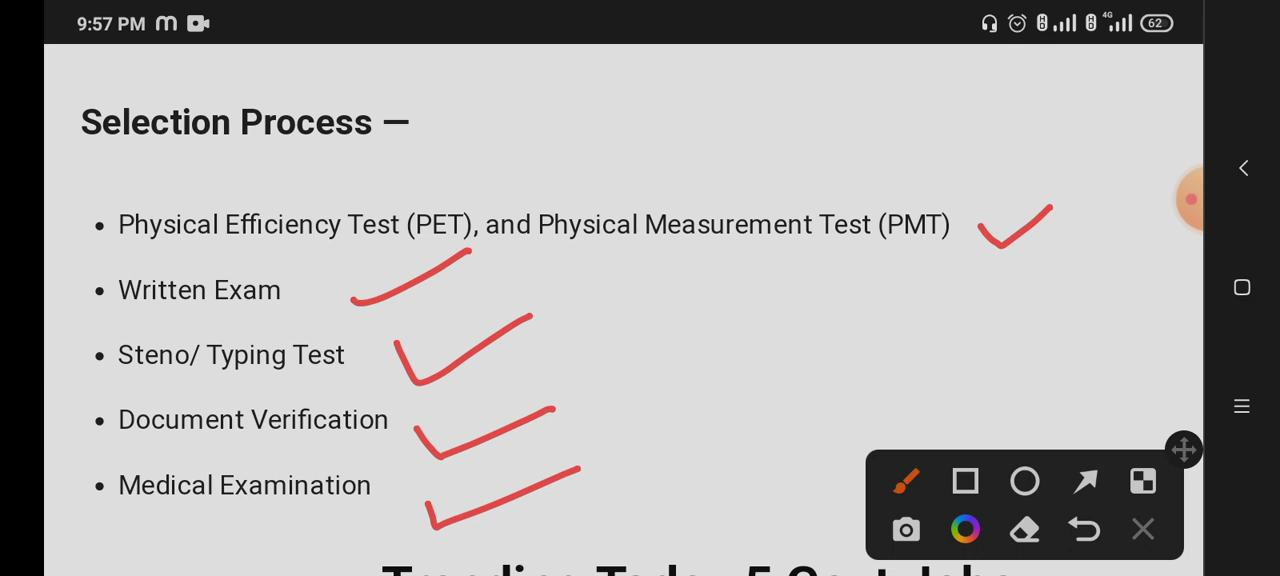 9:57 PM
4G
62
Selection Process —
• Physical Efficiency Test (PET), and Physical Measurement Test (PMT)
• Written Exam
• Steno/ Typing Test
• Document Verification
• Medical Examination